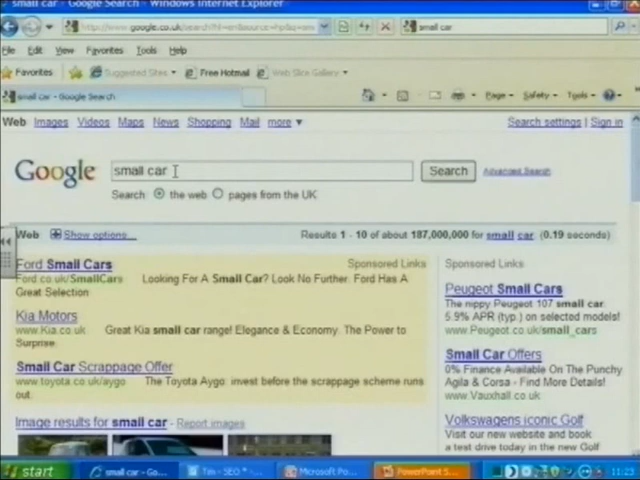 small car - Google Search - Windows Internet Explorer
www.google.co.uk
small car
File Edit View Favorites Tools Help
Favorites Suggested Sites Free Hotmail Web Slice Gallery
small car - Google Search
Page Safety Tools
Web Images Videos Maps News Shopping Mail more Search settings | Sign in
Google small car Search Advanced Search
Search: the web pages from the UK
Web Show options... Results 1 - 10 of about 187,000,000 for small car. (0.19 seconds)
Ford Small Cars Sponsored Links
Ford.co.uk/SmallCars Looking For A Small Car? Look No Further. Ford Has A
Great Selection
Kia Motors
www.Kia.co.uk Great Kia small car range! Elegance & Economy. The Power to
Surprise.
Small Car Scrappage Offer
www.toyota.co.uk/aygo The Toyota Aygo: invest before the scrappage scheme runs
out.
Image results for small car - Report images
Sponsored Links
Peugeot Small Cars
The nippy Peugeot 107 small car.
5.9% APR (typ.) on selected models!
www.Peugeot.co.uk/small_cars
Small Car Offers
0% Finance Available On The Punchy
Agila & Corsa - Find More Details!
www.Vauxhall.co.uk
Volkswagens iconic Golf
Visit our new website and book
a test drive today in the new Golf
start small car - Go... Tim - SEO Microsoft Po... PowerPoint S... 11:23